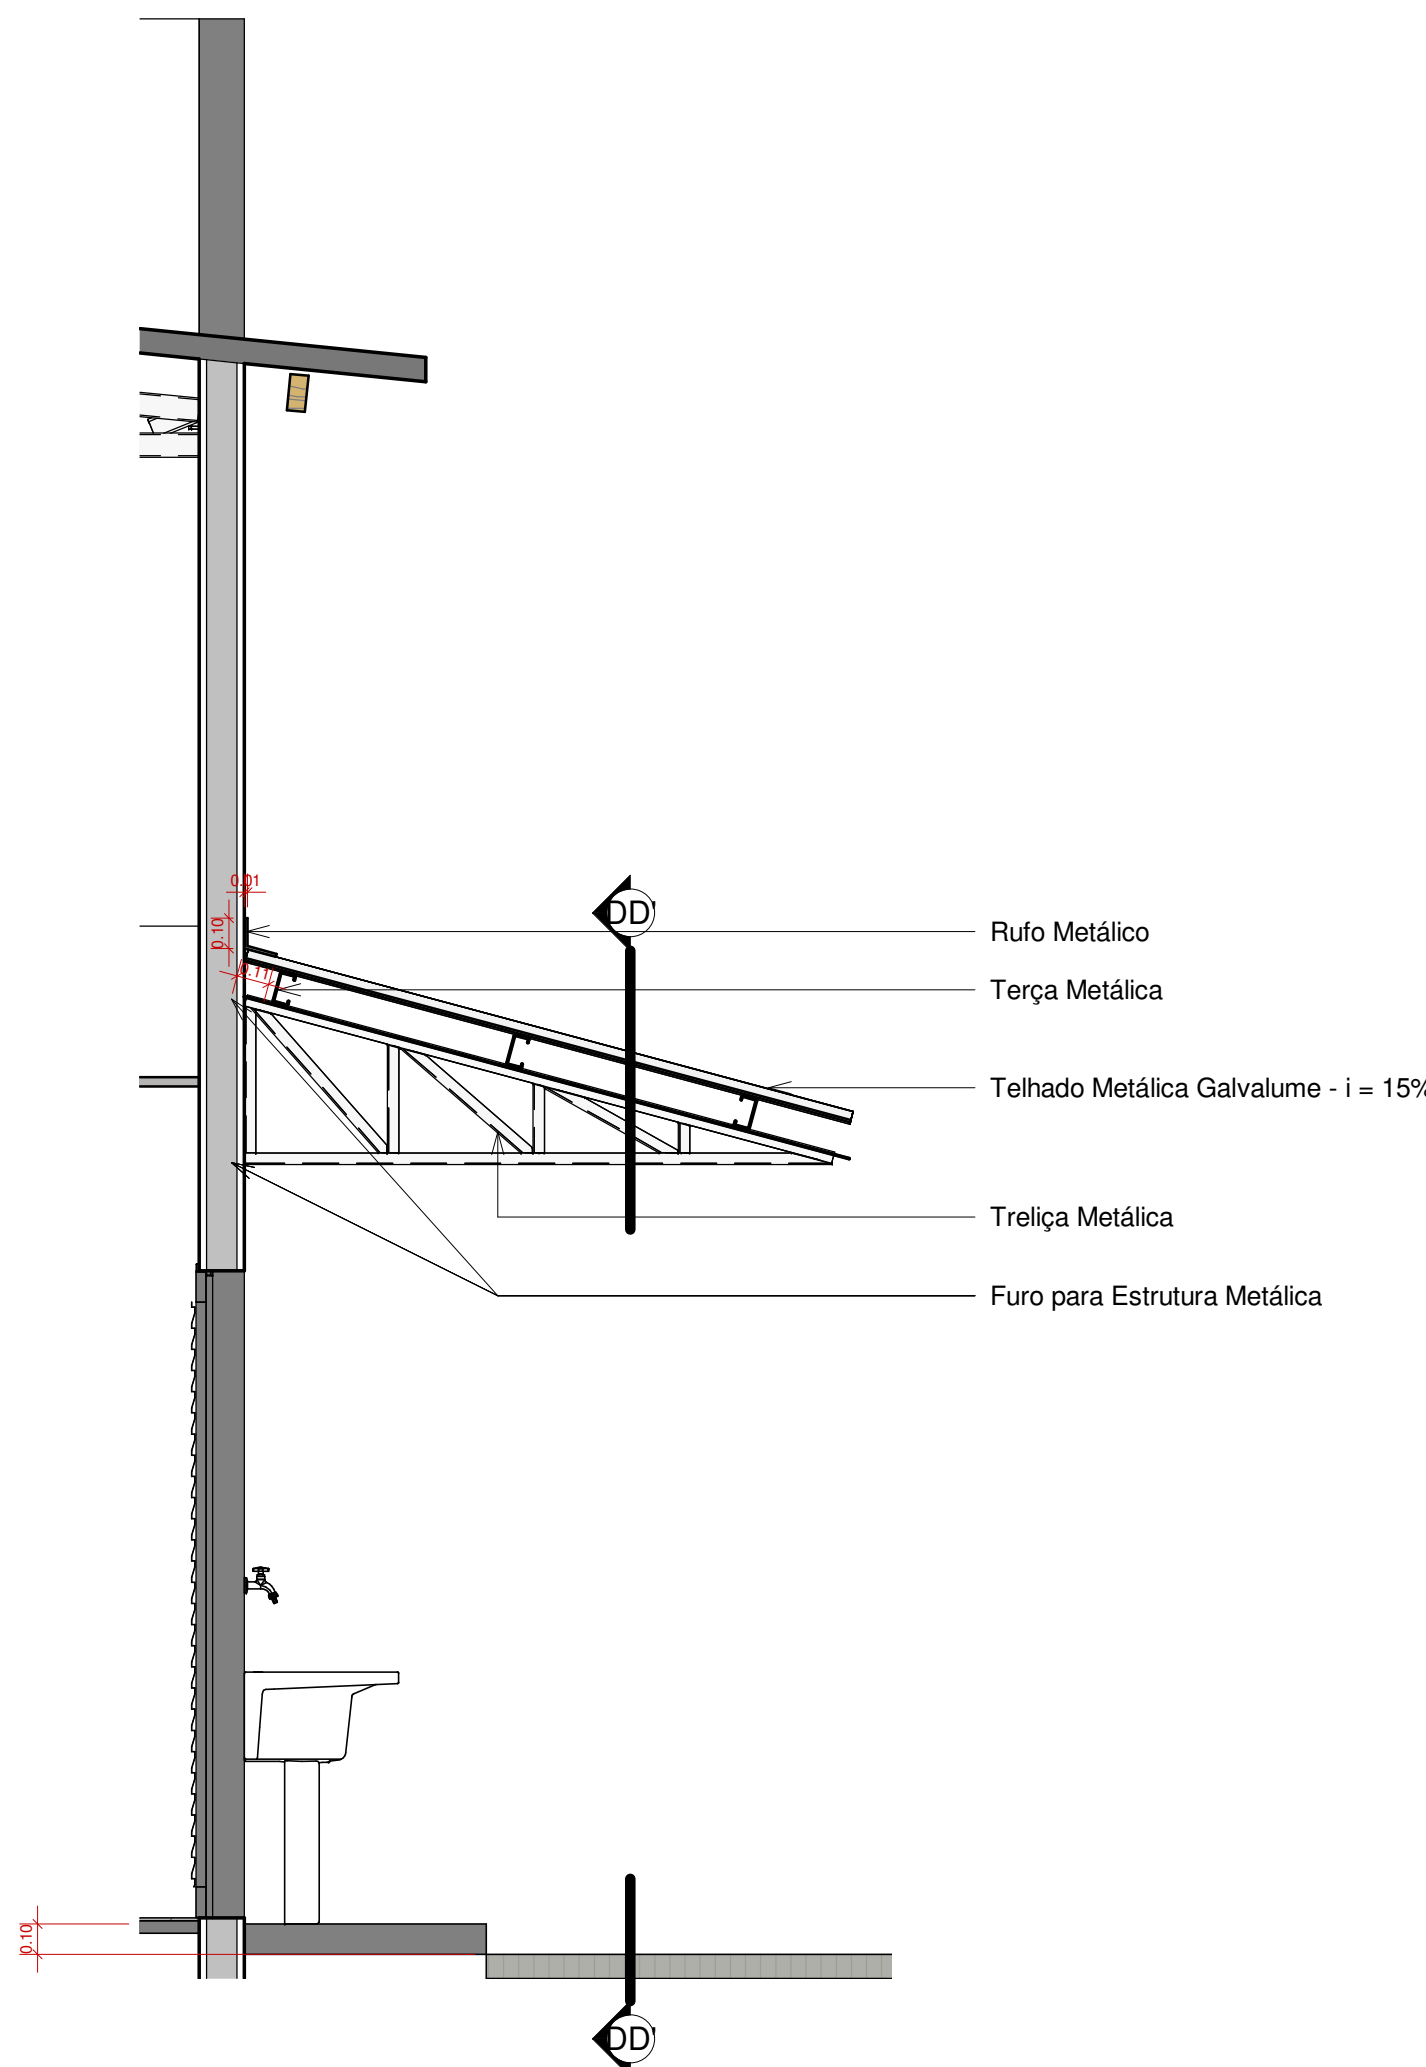 0.01
DD'
0.10
Rufo Metálico
0.11
Terça Metálica
Telhado Metálica Galvalume - i = 15%
Treliça Metálica
Furo para Estrutura Metálica
0.10
DD'